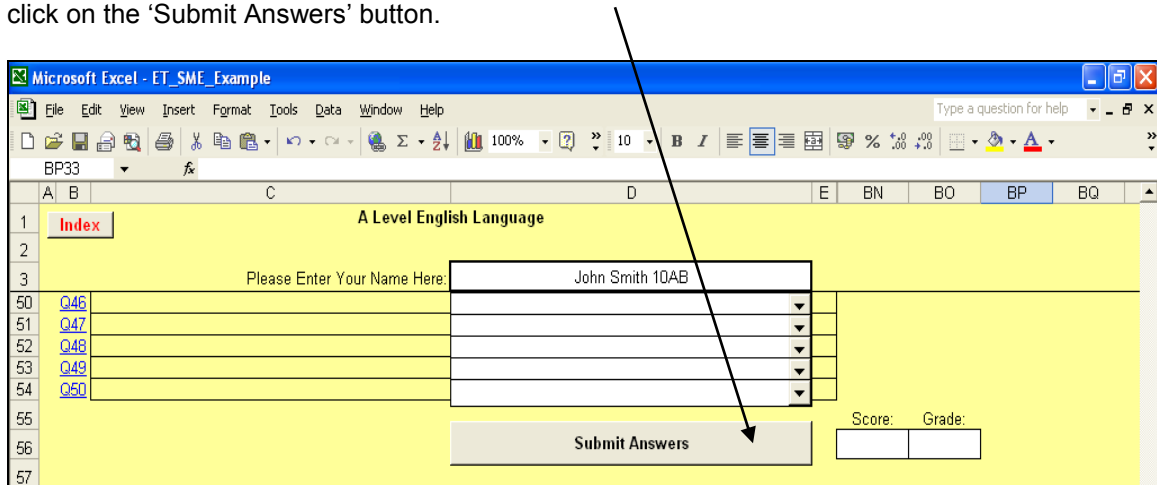 click on the ‘Submit Answers’ button.
Microsoft Excel - ET_SME_Example
File Edit View Insert Format Tools Data Window Help Type a question for help
100% 10 B I
BP33 fx
A B C D E BN BO BP BQ
1 Index A Level English Language
2
3 Please Enter Your Name Here: John Smith 10AB
50 Q46
51 Q47
52 Q48
53 Q49
54 Q50
55 Score: Grade:
56 Submit Answers
57